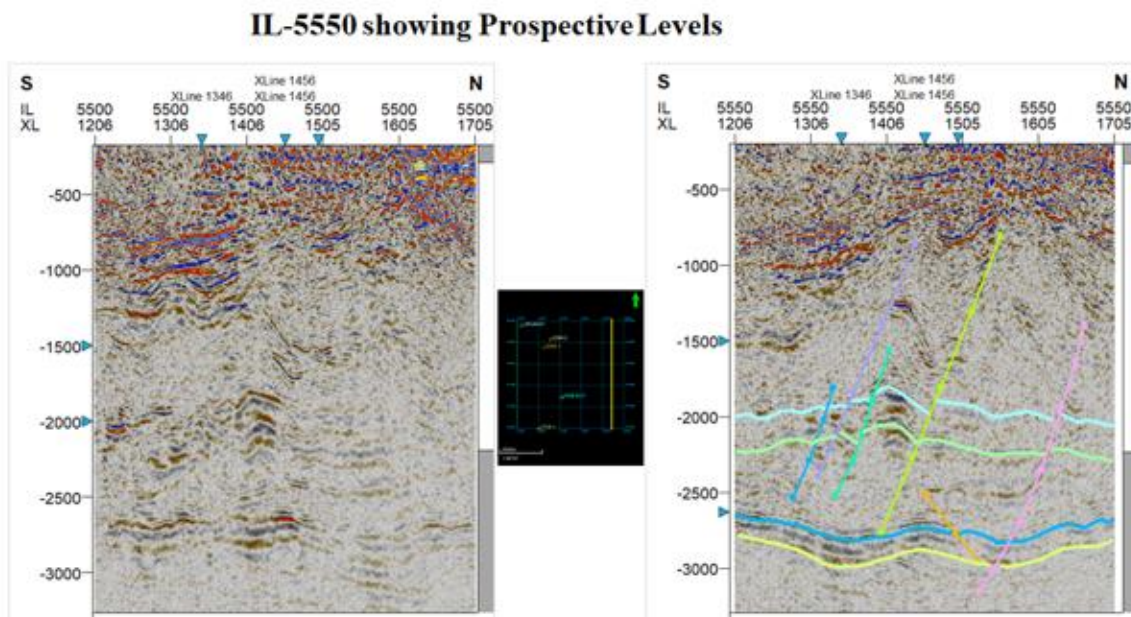 IL-5550 showing Prospective Levels
S N
XLine 1456
XLine 1346 XLine 1456
IL 5500 5500 5500 5500 5500 5500
XL 1206 1306 1406 1505 1605 1705
-500
-1000
-1500
-2000
-2500
-3000
S N
XLine 1456
XLine 1346 XLine 1456
IL 5550 5550 5550 5550 5550 5550
XL 1206 1306 1406 1505 1605 1705
-500
-1000
-1500
-2000
-2500
-3000